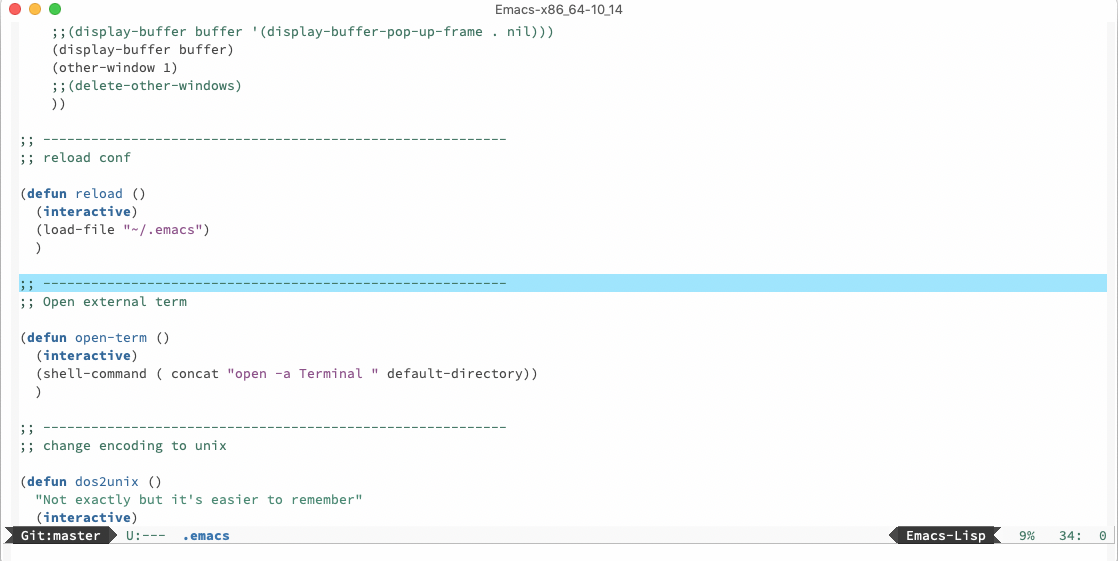 Emacs-x86_64-10_14
    ;;(display-buffer buffer '(display-buffer-pop-up-frame . nil)))
    (display-buffer buffer)
    (other-window 1)
    ;;(delete-other-windows)
    ))
;; ----------------------------------------------------------
;; reload conf
(defun reload ()
  (interactive)
  (load-file "~/.emacs")
  )
;; ----------------------------------------------------------
;; Open external term
(defun open-term ()
  (interactive)
  (shell-command ( concat "open -a Terminal " default-directory))
  )
;; ----------------------------------------------------------
;; change encoding to unix
(defun dos2unix ()
  "Not exactly but it's easier to remember"
  (interactive)
Git:master U:--- .emacs Emacs-Lisp 9% 34: 0